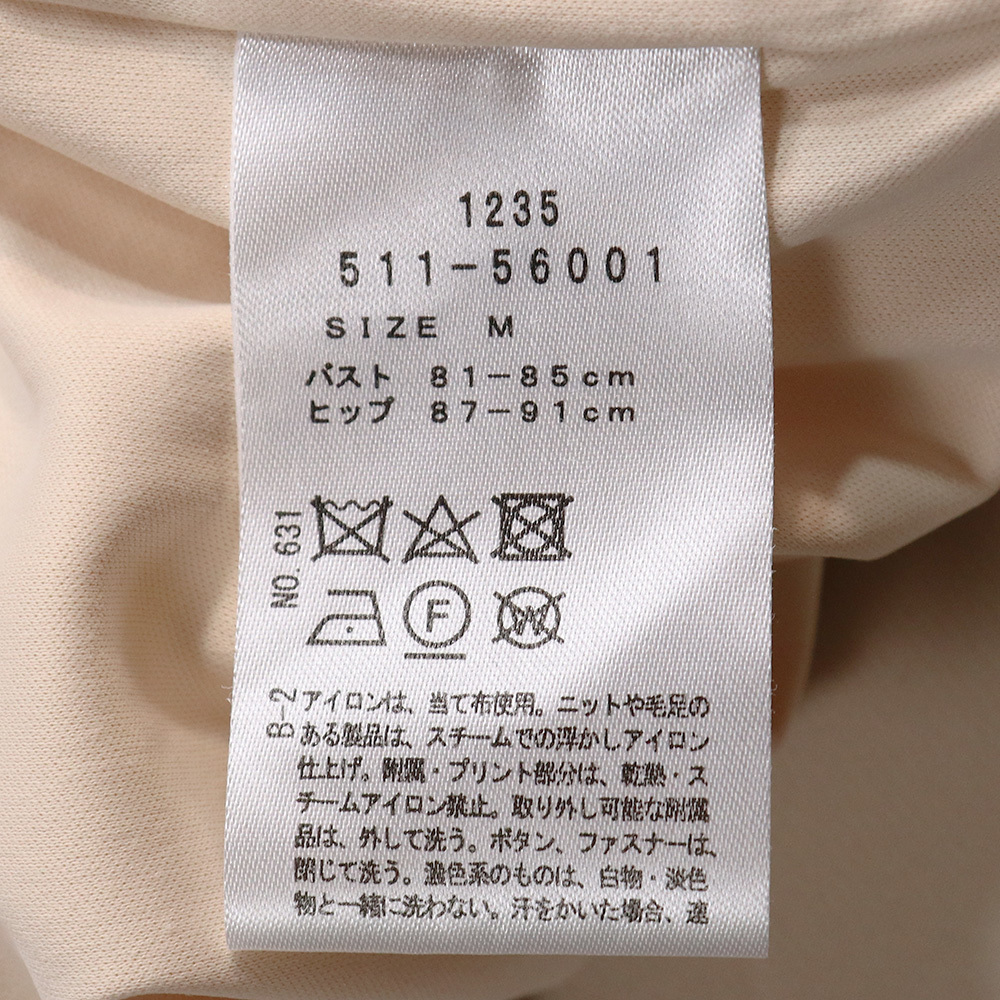 1235
511-56001
SIZE M
バスト 81-85cm
ヒップ 87-91cm
NO. 631
F
W
B-2
アイロンは、当て布使用。ニットや毛足の
ある製品は、スチームでの浮かしアイロン
仕上げ。附属・プリント部分は、乾熱・ス
チームアイロン禁止。取り外し可能な附属
品は、外して洗う。ボタン、ファスナーは、
閉じて洗う。濃色系のものは、白物・淡色
物と一緒に洗わない。汗をかいた場合、速